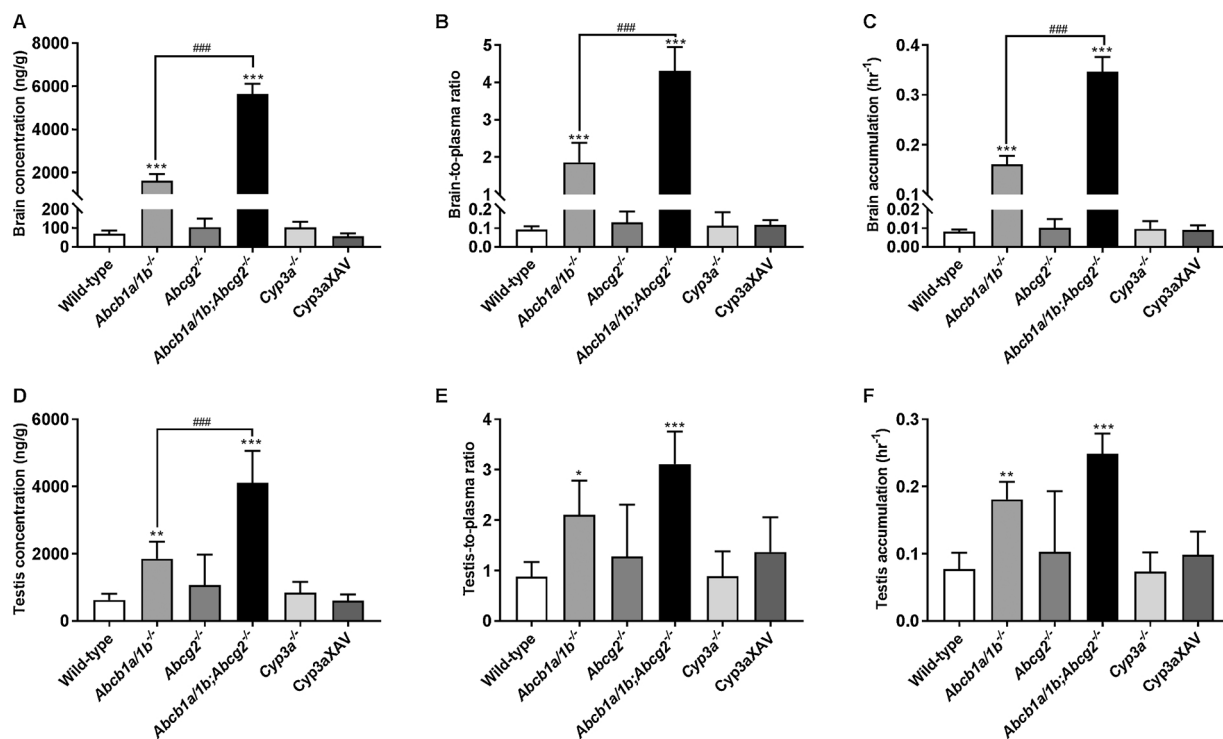 A
Brain concentration (ng/g)
8000
6000
4000
2000
200
100
0
***
###
***
Wild-type
Abcb1a/1b-/-
Abcg2-/-
Abcb1a/1b;Abcg2-/-
Cyp3a-/-
Cyp3aXAV
B
Brain-to-plasma ratio
5
4
3
2
1
0.2
0.1
0.0
***
###
***
Wild-type
Abcb1a/1b-/-
Abcg2-/-
Abcb1a/1b;Abcg2-/-
Cyp3a-/-
Cyp3aXAV
C
Brain accumulation (hr-1)
0.4
0.3
0.2
0.1
0.02
0.01
0.00
***
###
***
Wild-type
Abcb1a/1b-/-
Abcg2-/-
Abcb1a/1b;Abcg2-/-
Cyp3a-/-
Cyp3aXAV
D
Testis concentration (ng/g)
6000
4000
2000
0
**
###
***
Wild-type
Abcb1a/1b-/-
Abcg2-/-
Abcb1a/1b;Abcg2-/-
Cyp3a-/-
Cyp3aXAV
E
Testis-to-plasma ratio
4
3
2
1
0
*
***
Wild-type
Abcb1a/1b-/-
Abcg2-/-
Abcb1a/1b;Abcg2-/-
Cyp3a-/-
Cyp3aXAV
F
Testis accumulation (hr-1)
0.3
0.2
0.1
0.0
**
***
Wild-type
Abcb1a/1b-/-
Abcg2-/-
Abcb1a/1b;Abcg2-/-
Cyp3a-/-
Cyp3aXAV